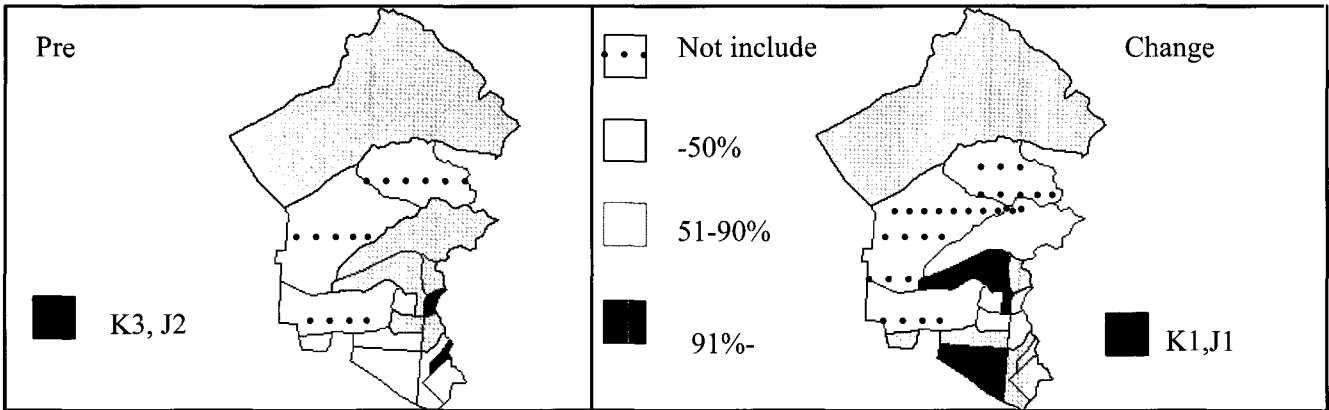 Pre
K3, J2
Not include
-50%
51-90%
91%-
Change
K1,J1